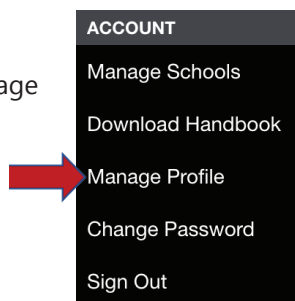 ACCOUNT
Manage Schools
age
Download Handbook
Manage Profile
Change Password
Sign Out